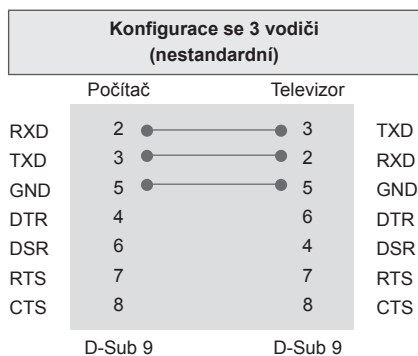 Konfigurace se 3 vodiči
(nestandardní)
Počítač Televizor
RXD 2 3 TXD
TXD 3 2 RXD
GND 5 5 GND
DTR 4 6 DTR
DSR 6 4 DSR
RTS 7 7 RTS
CTS 8 8 CTS
D-Sub 9 D-Sub 9